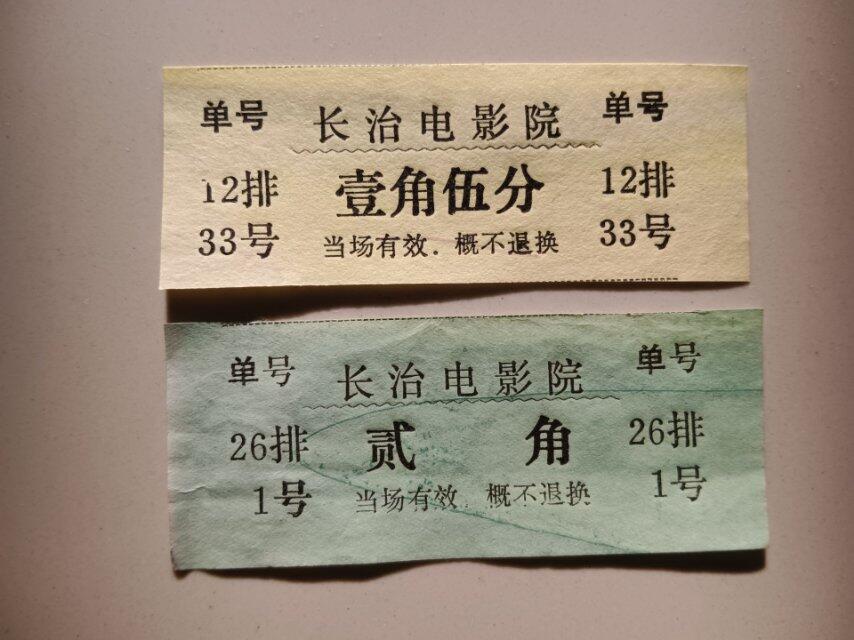 单号 长治电影院 单号
12排 壹角伍分 12排
33号 当场有效．概不退换 33号
单号 长治电影院 单号
26排 贰角 26排
1号 当场有效．概不退换 1号